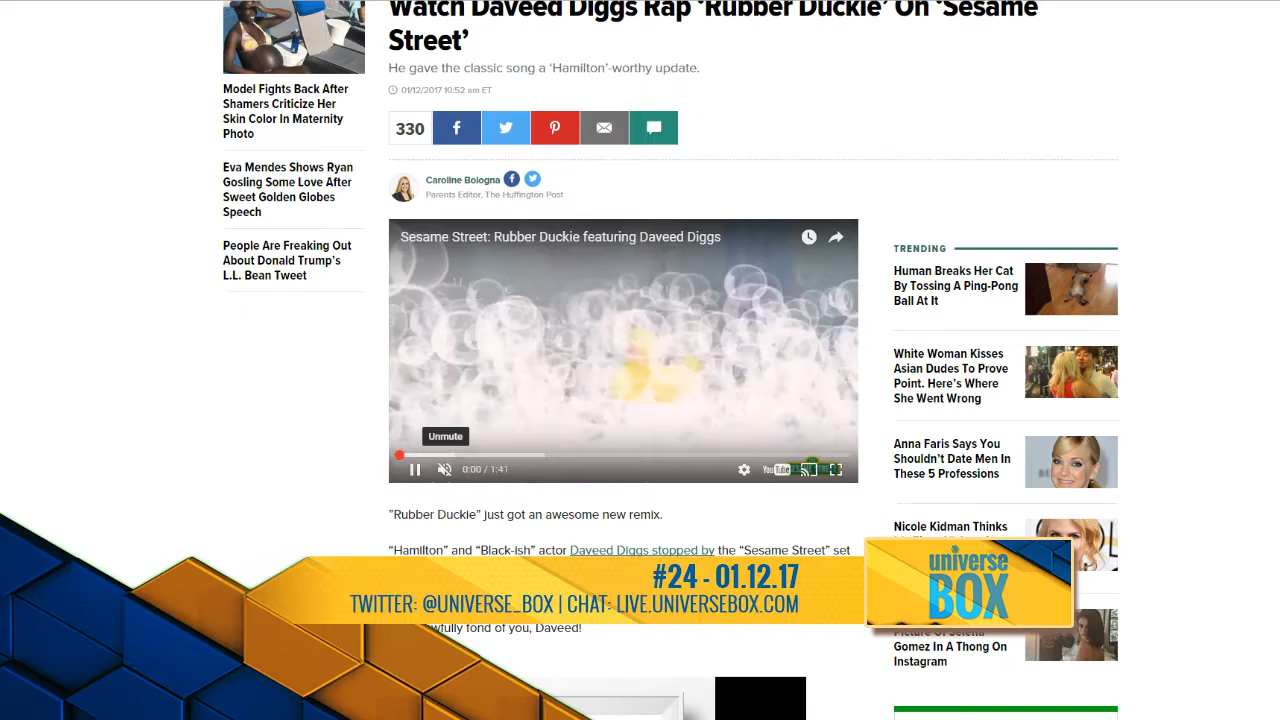 Watch Daveed Diggs Rap ‘Rubber Duckie’ On ‘Sesame
Street’
He gave the classic song a ‘Hamilton’-worthy update.
01/12/2017 10:52 am ET
330
Caroline Bologna
Parents Editor, The Huffington Post
Model Fights Back After
Shamers Criticize Her
Skin Color In Maternity
Photo
Eva Mendes Shows Ryan
Gosling Some Love After
Sweet Golden Globes
Speech
People Are Freaking Out
About Donald Trump’s
L.L. Bean Tweet
Sesame Street: Rubber Duckie featuring Daveed Diggs
Unmute
0:00 / 1:41
YouTube
"Rubber Duckie” just got an awesome new remix.
“Hamilton” and “Black-ish” actor Daveed Diggs stopped by the “Sesame Street” set
fond of you, Daveed!
TRENDING
Human Breaks Her Cat
By Tossing A Ping-Pong
Ball At It
White Woman Kisses
Asian Dudes To Prove
Point. Here’s Where
She Went Wrong
Anna Faris Says You
Shouldn’t Date Men In
These 5 Professions
Nicole Kidman Thinks
Picture Of Selena
Gomez In A Thong On
Instagram
#24 - 01.12.17
TWITTER: @UNIVERSE_BOX | CHAT: LIVE.UNIVERSEBOX.COM
universe
BOX